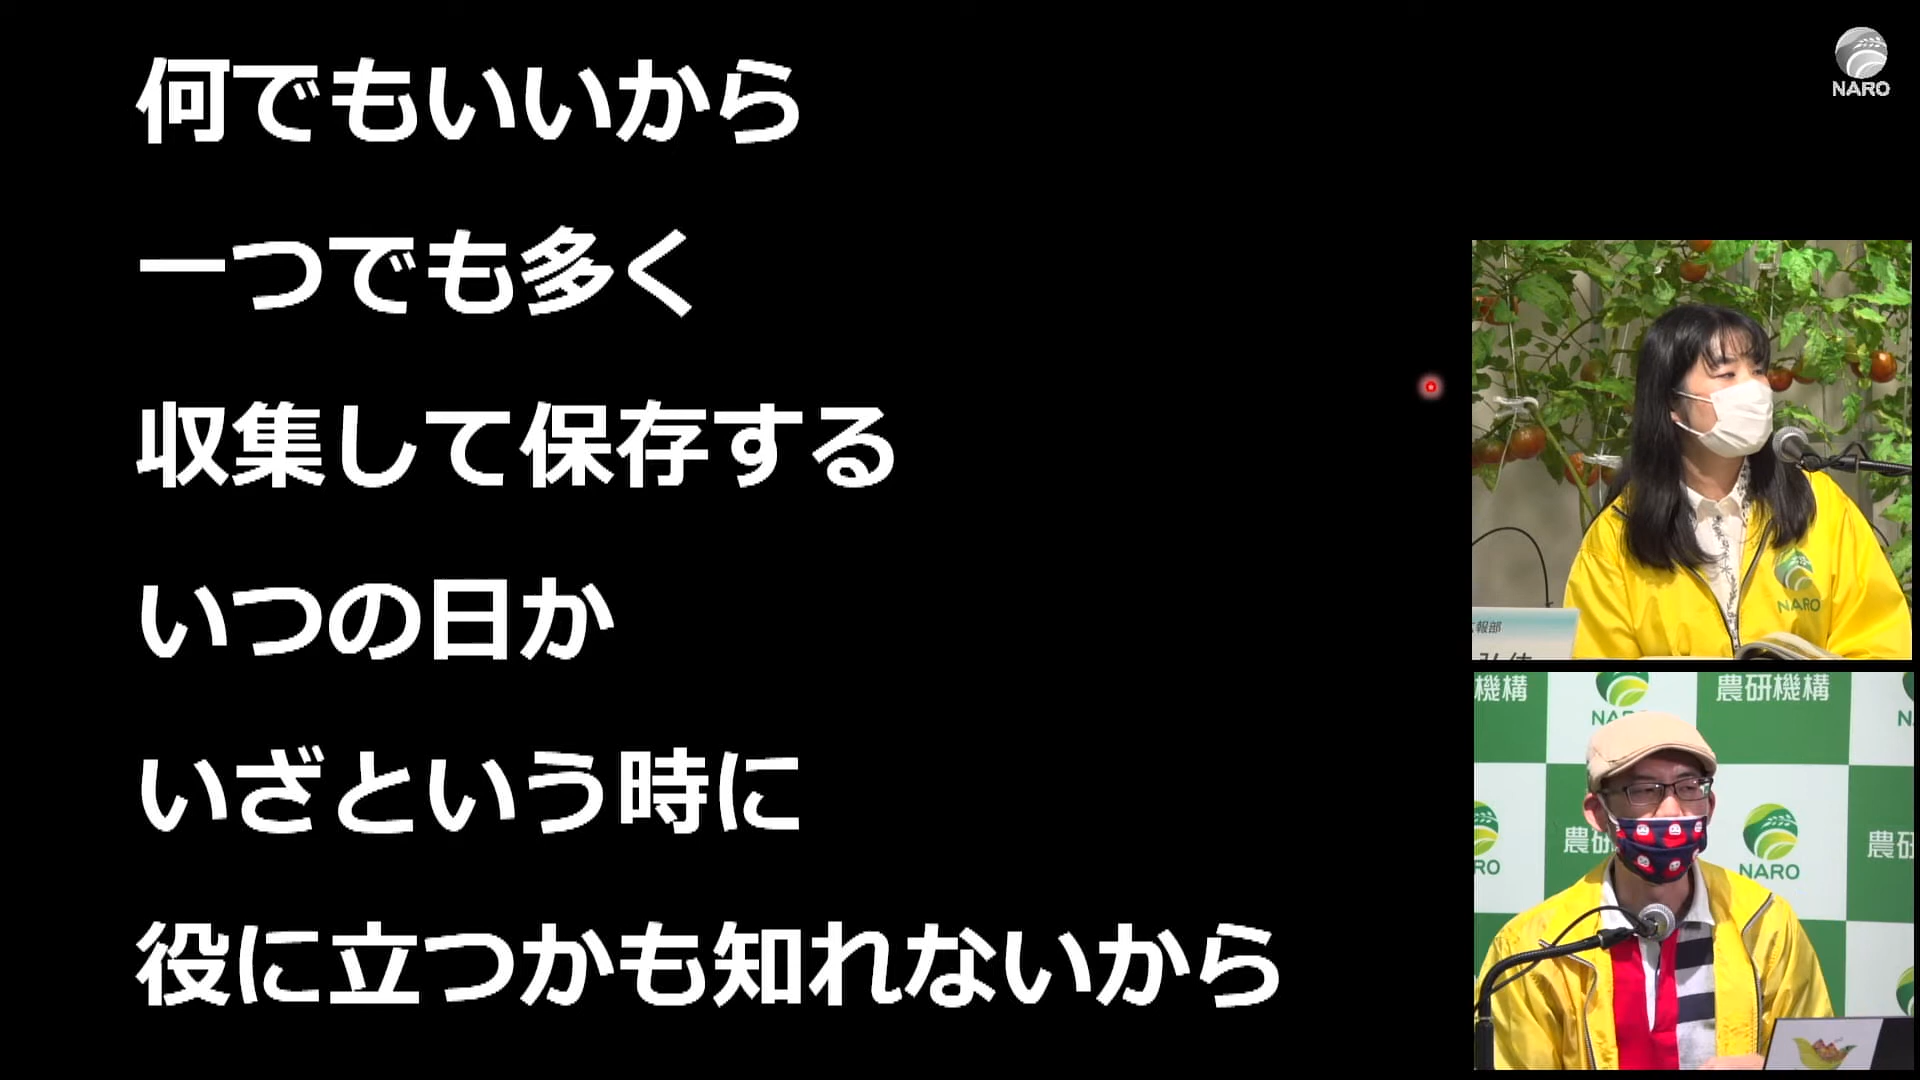 何でもいいから
一つでも多く
収集して保存する
いつの日か
いざという時に
役に立つかも知れないから
NARO
NARO
報部
機構
農研機構
NARO
農研
NARO
農研